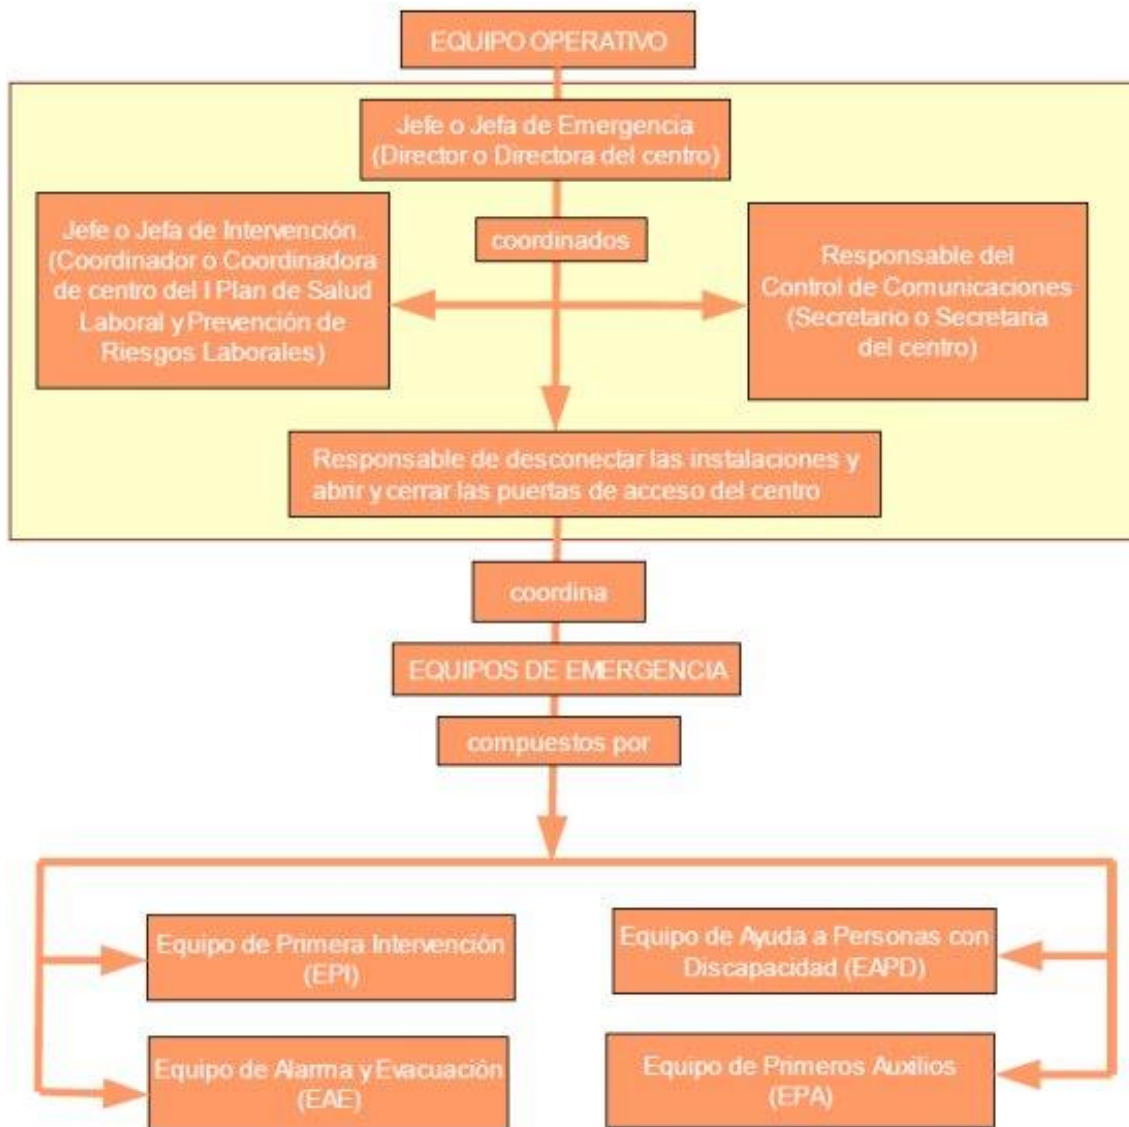 EQUIPO OPERATIVO
Jefe o Jefa de Emergencia
(Director o Directora del centro)
Jefe o Jefa de Intervención
(Coordinador o Coordinadora
de centro del I Plan de Salud
Laboral y Prevención de
Riesgos Laborales)
coordinados
Responsable del
Control de Comunicaciones
(Secretario o Secretaria
del centro)
Responsable de desconectar las instalaciones y
abrir y cerrar las puertas de acceso del centro
coordina
EQUIPOS DE EMERGENCIA
compuestos por
Equipo de Primera Intervención
(EPI)
Equipo de Ayuda a Personas con
Discapacidad (EAPD)
Equipo de Alarma y Evacuación
(EAE)
Equipo de Primeros Auxilios
(EPA)